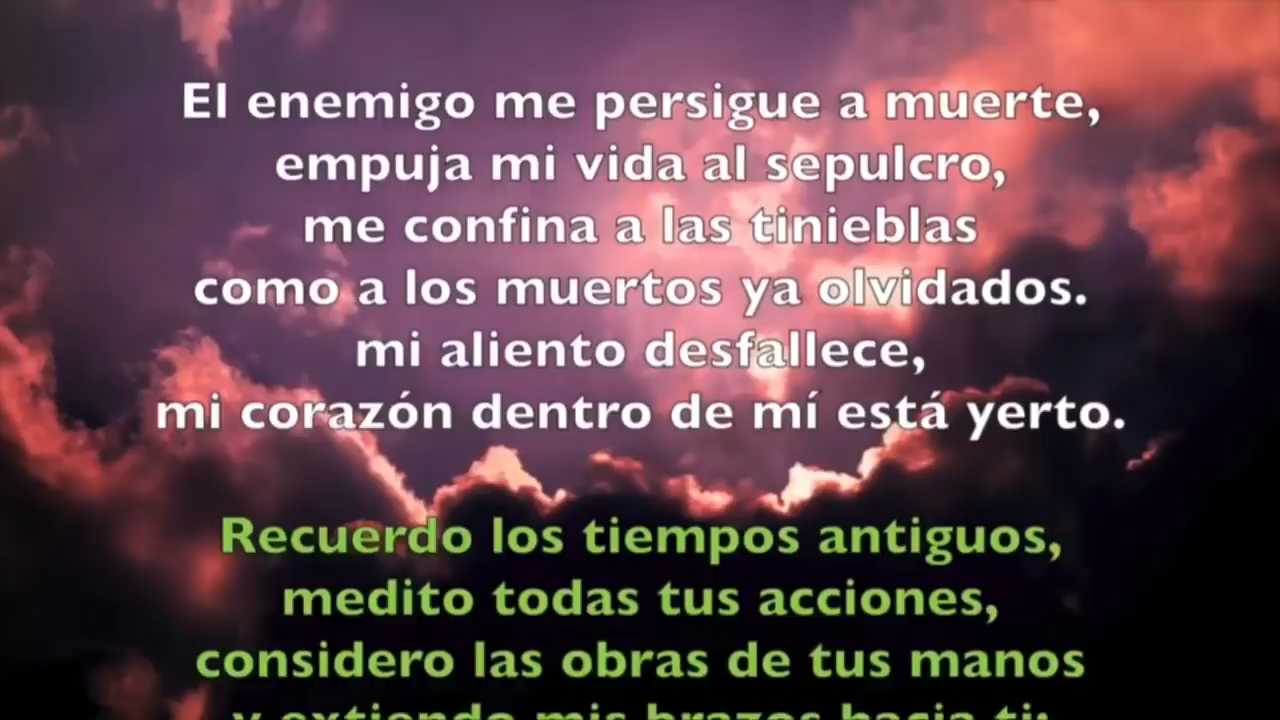 El enemigo me persigue a muerte,
empuja mi vida al sepulcro,
me confina a las tinieblas
como a los muertos ya olvidados.
mi aliento desfallece,
mi corazón dentro de mí está yerto.
Recuerdo los tiempos antiguos,
medito todas tus acciones,
considero las obras de tus manos
y extiendo mis brazos hacia ti: